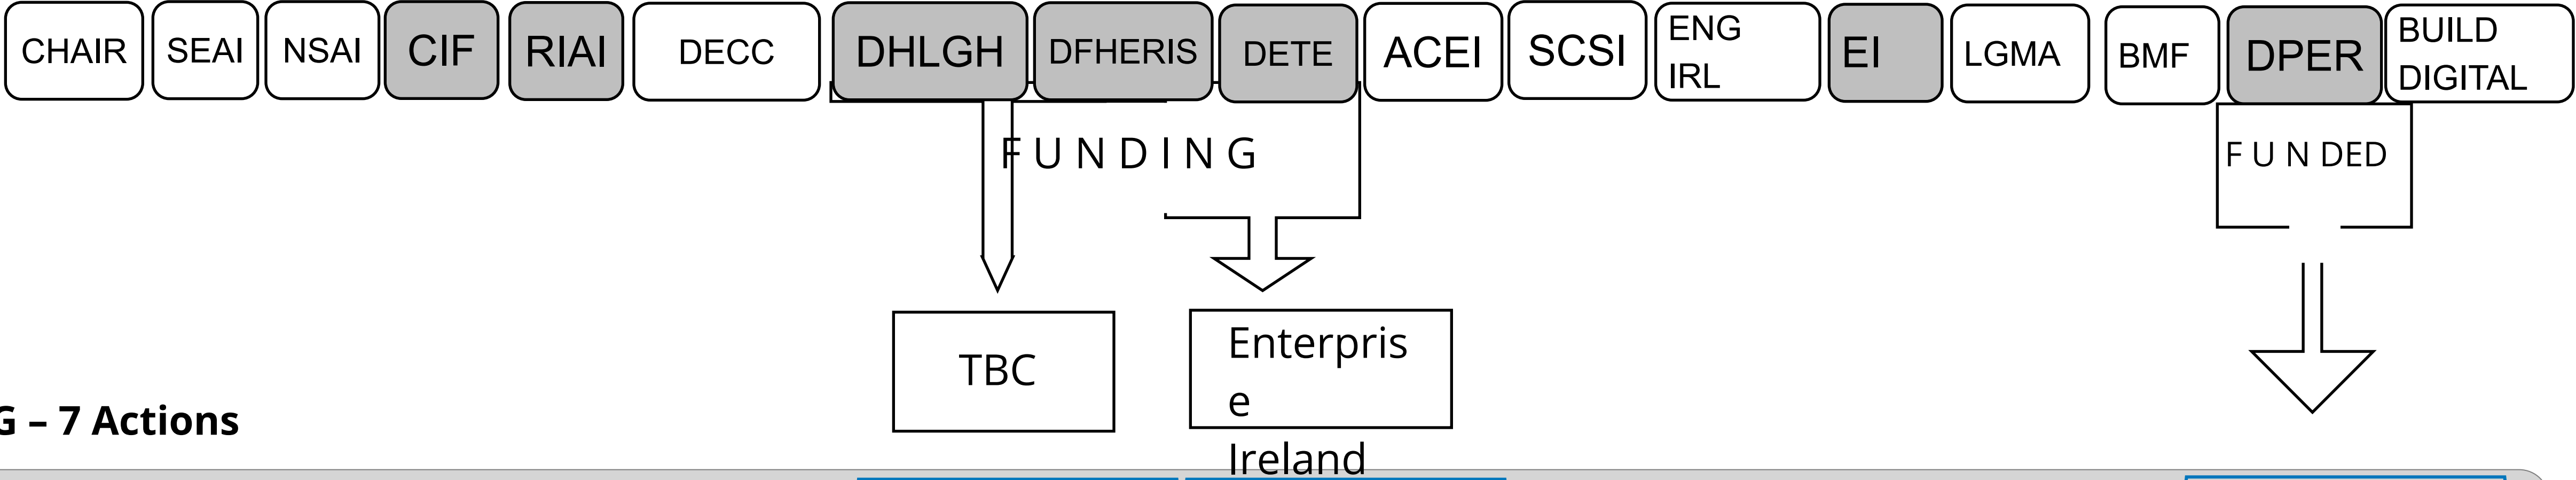 CHAIR
SEAI
NSAI
CIF
RIAI
DECC
DHLGH
DFHERIS
DETE
ACEI
SCSI
ENG
IRL
EI
LGMA
BMF
DPER
BUILD
DIGITAL
F U N D I N G
F U N DED
TBC
Enterpris
e
Ireland
G – 7 Actions